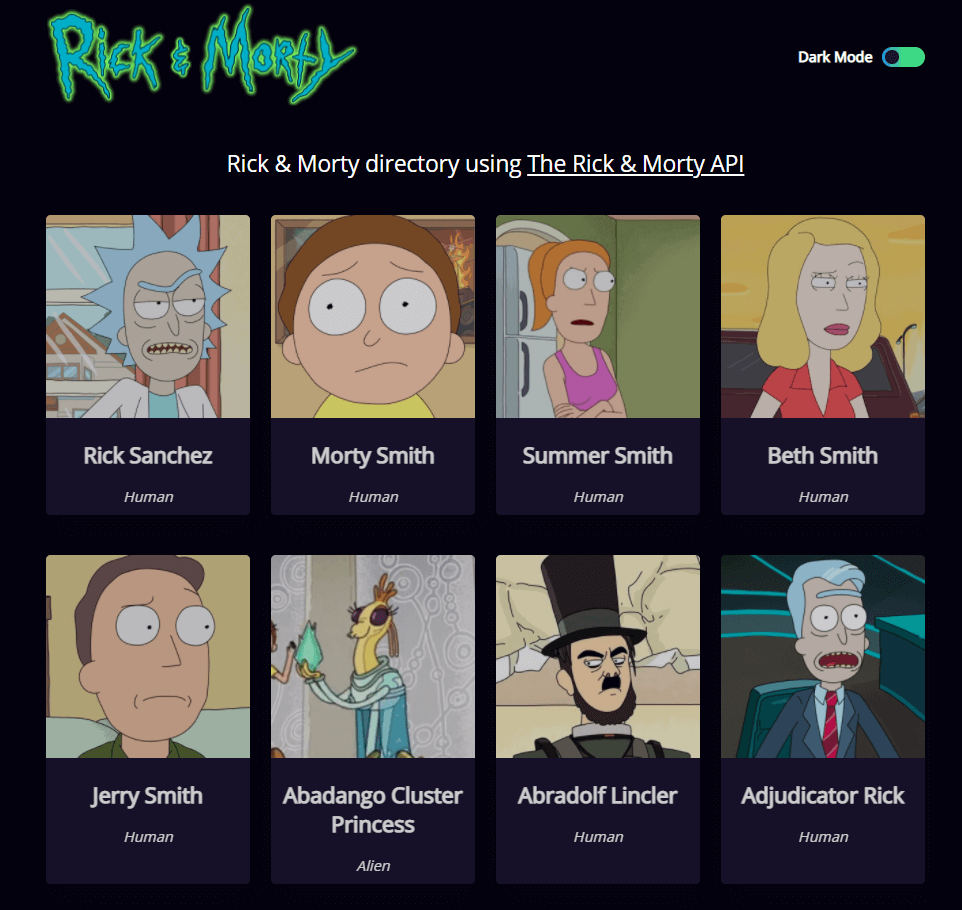 Rick & Morty
Dark Mode
Rick & Morty directory using The Rick & Morty API
Rick Sanchez
Human
Morty Smith
Human
Summer Smith
Human
Beth Smith
Human
Jerry Smith
Human
Abadango Cluster
Princess
Alien
Abradolf Lincler
Human
Adjudicator Rick
Human